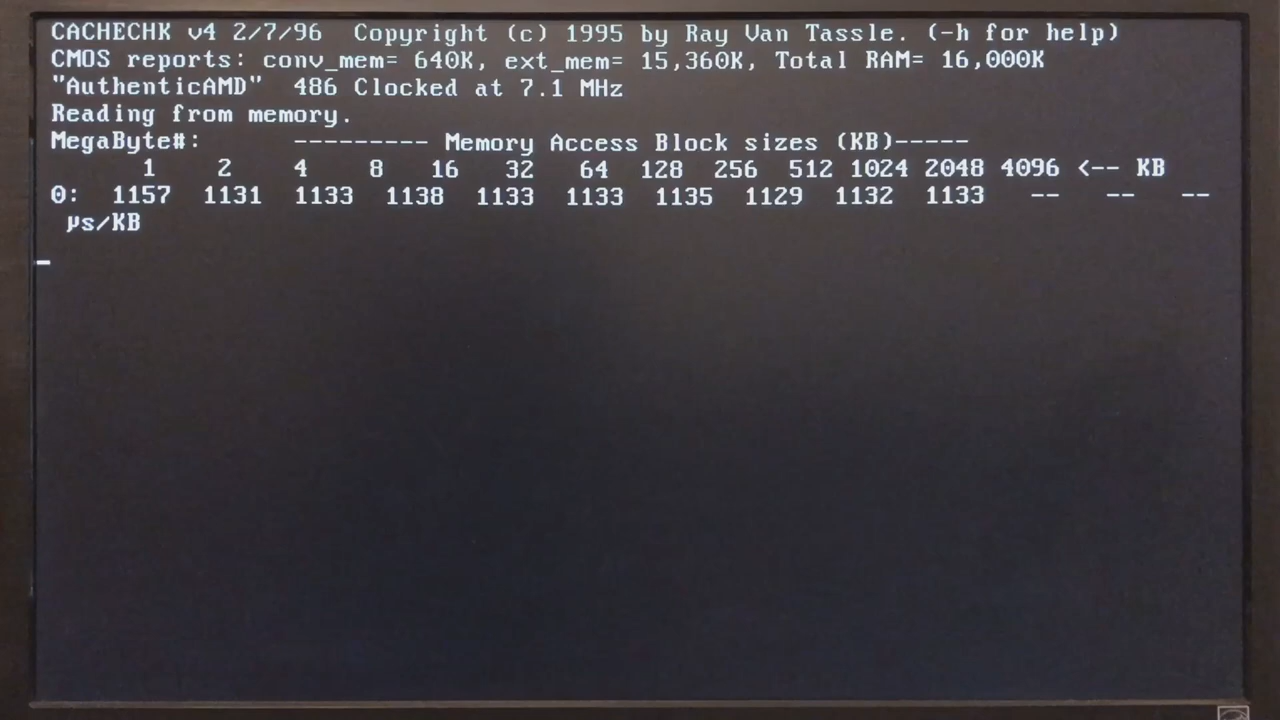 CACHECHK v4 2/7/96  Copyright (c) 1995 by Ray Van Tassle. (-h for help)
CMOS reports: conv_mem= 640K, ext_mem= 15,360K, Total RAM= 16,000K
"AuthenticAMD"  486 Clocked at 7.1 MHz
Reading from memory.
MegaByte#:      --------- Memory Access Block sizes (KB)-----
      1    2    4    8   16   32   64  128  256  512 1024 2048 4096 <-- KB
0:  1157  1131  1133  1138  1133  1133  1135  1129  1132  1133   --   --   --
 µs/KB